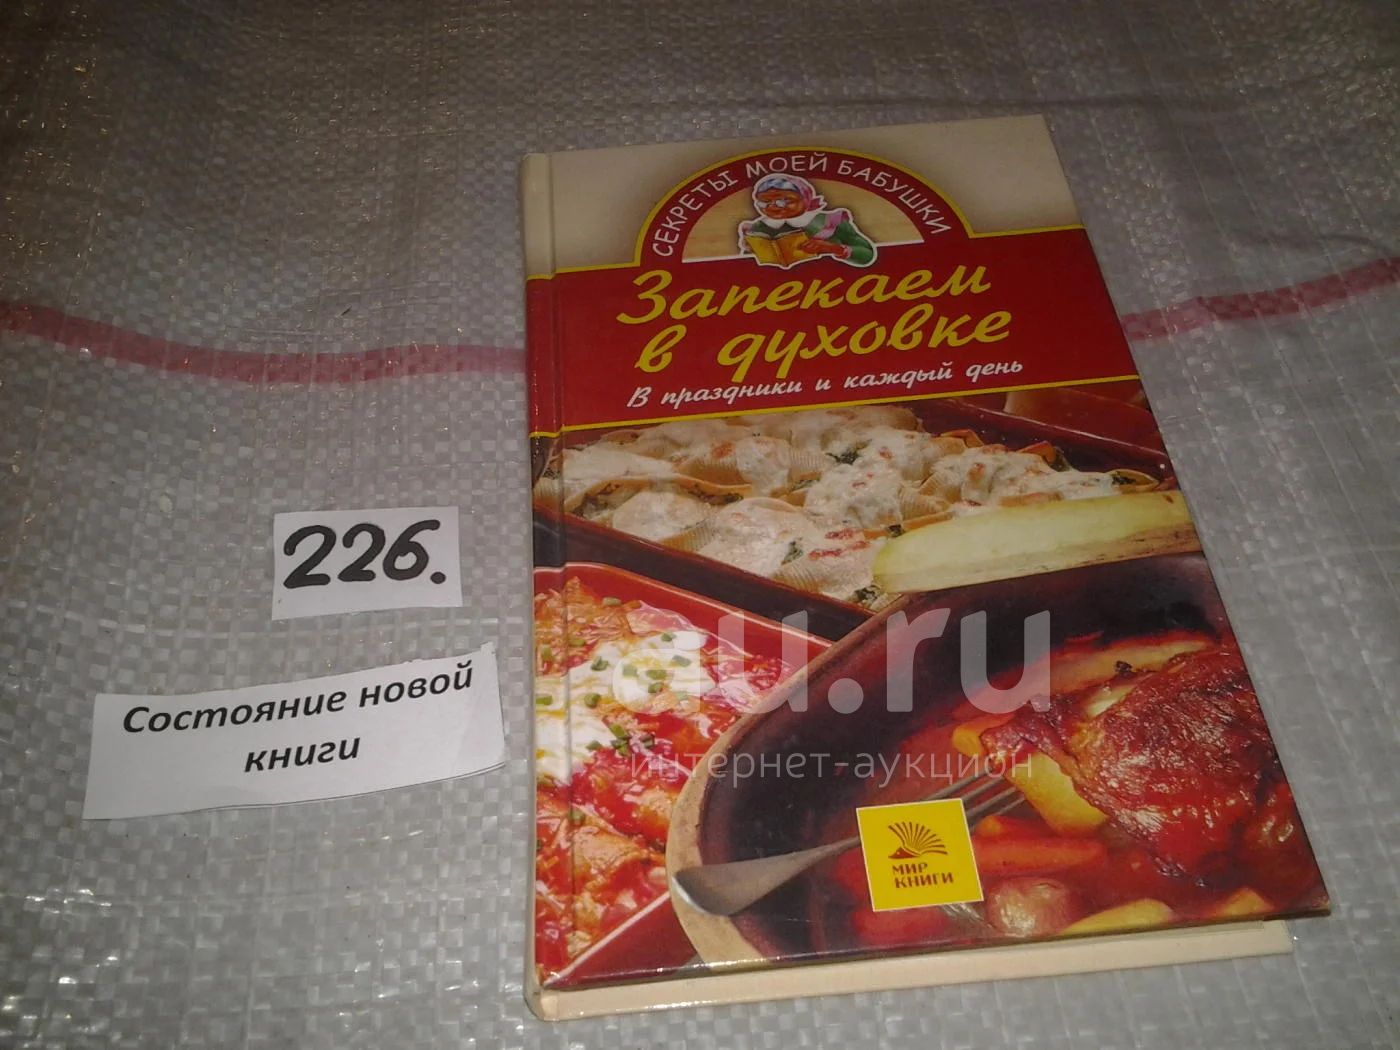 СЕКРЕТЫ МОЕЙ БАБУШКИ
Запекаем
в духовке
В праздники и каждый день
226.
Состояние новой
книги
au.ru
интернет-аукцион
МИР
КНИГИ